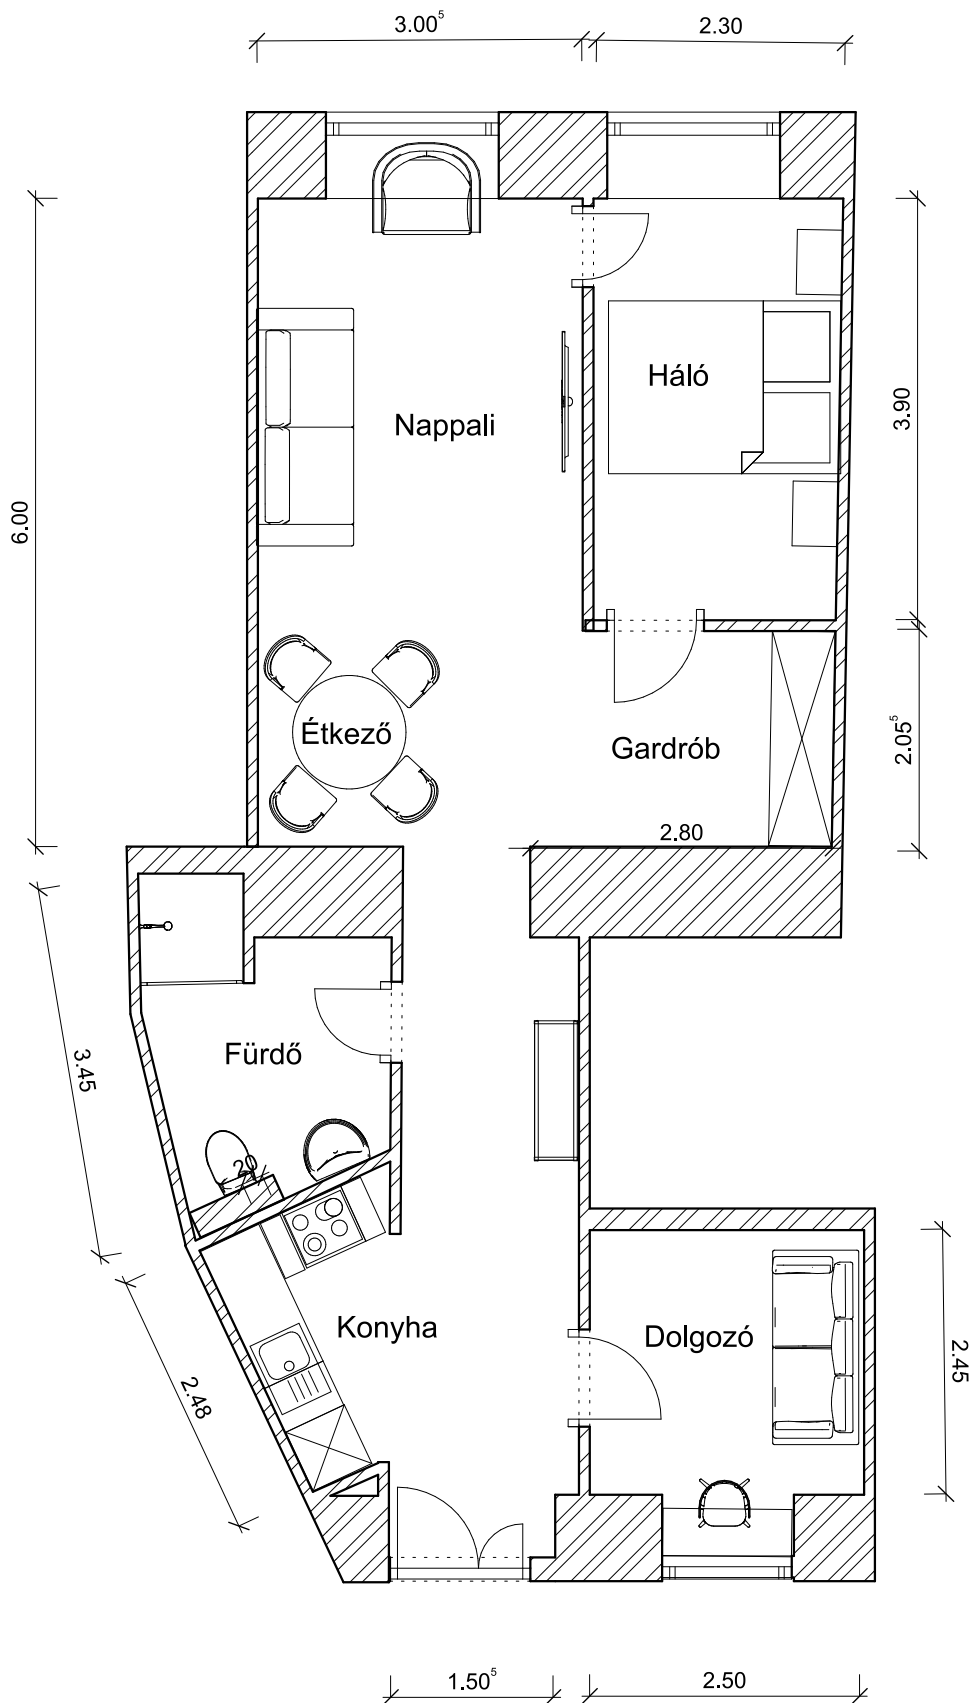 3.00⁵
2.30
Háló
Nappali
3.90
6.00
Étkező
Gardrób
2.05⁵
2.80
Fürdő
3.45
20
Konyha
Dolgozó
2.45
2.48
1.50⁵
2.50